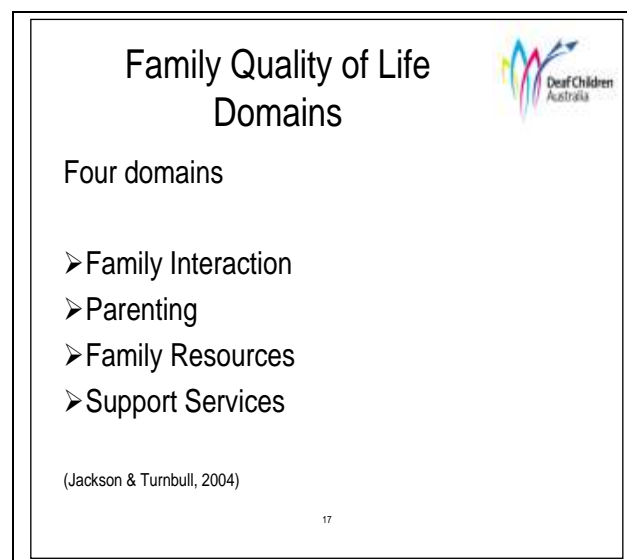 Family Quality of Life
Domains
Deaf Children
Australia
Four domains
➢Family Interaction
➢Parenting
➢Family Resources
➢Support Services
(Jackson & Turnbull, 2004)
17